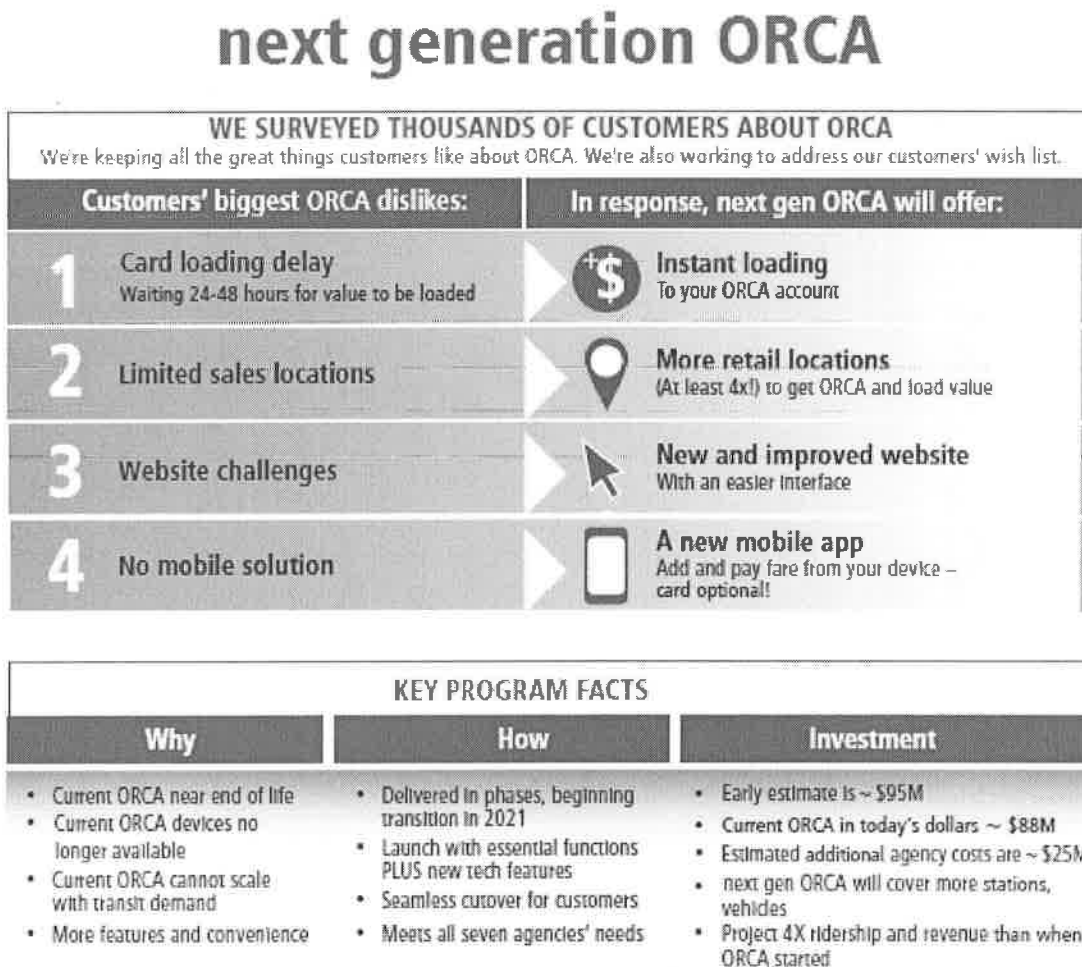 next generation ORCA
WE SURVEYED THOUSANDS OF CUSTOMERS ABOUT ORCA
We're keeping all the great things customers like about ORCA. We're also working to address our customers' wish list.
Customers' biggest ORCA dislikes:
In response, next gen ORCA will offer:
1
Card loading delay
Waiting 24-48 hours for value to be loaded
+$
Instant loading
To your ORCA account
2
Limited sales locations
More retail locations
(At least 4x!) to get ORCA and load value
3
Website challenges
New and improved website
With an easier interface
4
No mobile solution
A new mobile app
Add and pay fare from your device –
card optional!
KEY PROGRAM FACTS
Why
• Current ORCA near end of life
• Current ORCA devices no
longer available
• Current ORCA cannot scale
with transit demand
• More features and convenience
How
• Delivered in phases, beginning
transition in 2021
• Launch with essential functions
PLUS new tech features
• Seamless cutover for customers
• Meets all seven agencies' needs
Investment
• Early estimate is ~ $95M
• Current ORCA in today's dollars ~ $88M
• Estimated additional agency costs are ~ $25M
• next gen ORCA will cover more stations,
vehicles
• Project 4X ridership and revenue than when
ORCA started